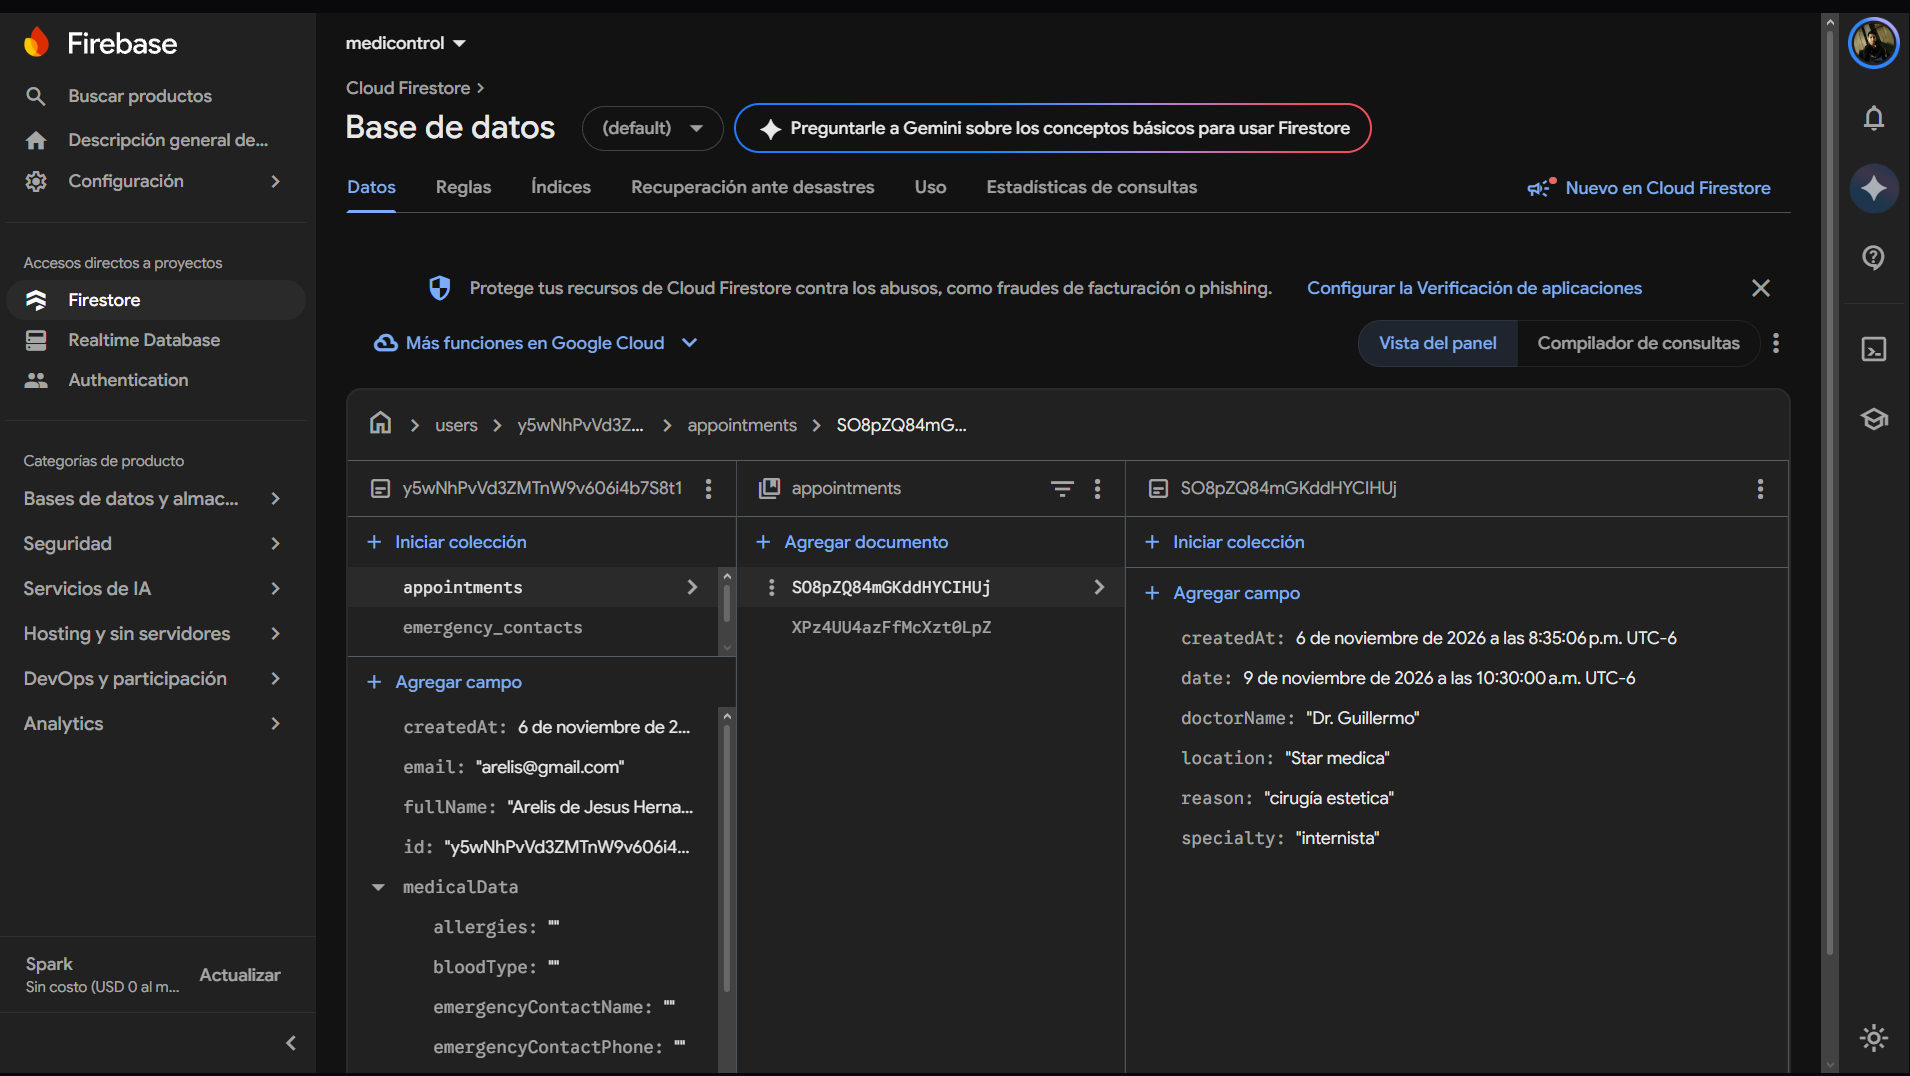 Firebase
Buscar productos
Descripción general de...
Configuración
Accesos directos a proyectos
Firestore
Realtime Database
Authentication
Categorías de producto
Bases de datos y almac...
Seguridad
Servicios de IA
Hosting y sin servidores
DevOps y participación
Analytics
Spark
Sin costo (USD 0 al m...
Actualizar
medicontrol
Cloud Firestore
Base de datos
(default)
Preguntarle a Gemini sobre los conceptos básicos para usar Firestore
Datos Reglas Índices Recuperación ante desastres Uso Estadísticas de consultas
Nuevo en Cloud Firestore
Protege tus recursos de Cloud Firestore contra los abusos, como fraudes de facturación o phishing. Configurar la Verificación de aplicaciones
Más funciones en Google Cloud
Vista del panel Compilador de consultas
users y5wNhPvVd3Z... appointments SO8pZQ84mG...
y5wNhPvVd3ZMTnW9v606i4b7S8t1
Iniciar colección
appointments
emergency_contacts
Agregar campo
createdAt: 6 de noviembre de 2...
email: "arelis@gmail.com"
fullName: "Arelis de Jesus Herna...
id: "y5wNhPvVd3ZMTnW9v606i4...
medicalData
allergies: ""
bloodType: ""
emergencyContactName: ""
emergencyContactPhone: ""
appointments
Agregar documento
SO8pZQ84mGKddHYCIHUj
XPz4UU4azFfMcXzt0LpZ
SO8pZQ84mGKddHYCIHUj
Iniciar colección
Agregar campo
createdAt: 6 de noviembre de 2026 a las 8:35:06 p.m. UTC-6
date: 9 de noviembre de 2026 a las 10:30:00 a.m. UTC-6
doctorName: "Dr. Guillermo"
location: "Star medica"
reason: "cirugía estetica"
specialty: "internista"